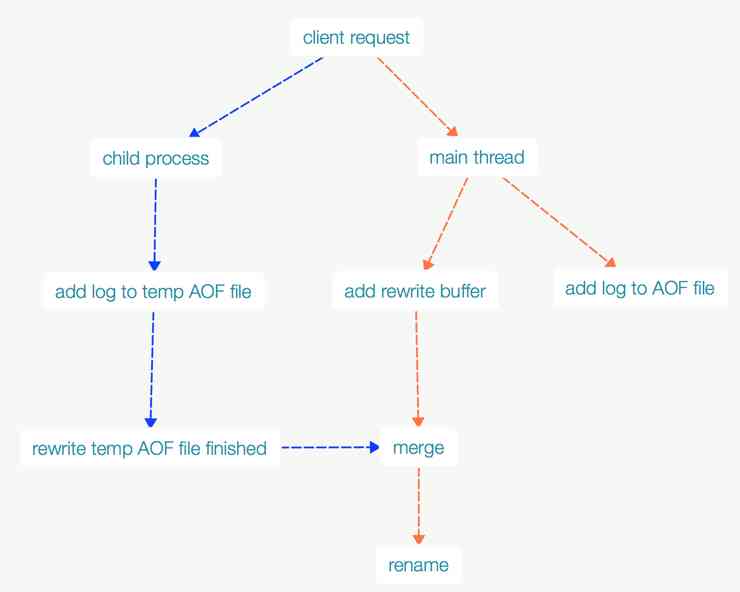 client request
child process
main thread
add log to temp AOF file
add rewrite buffer
add log to AOF file
rewrite temp AOF file finished
merge
rename